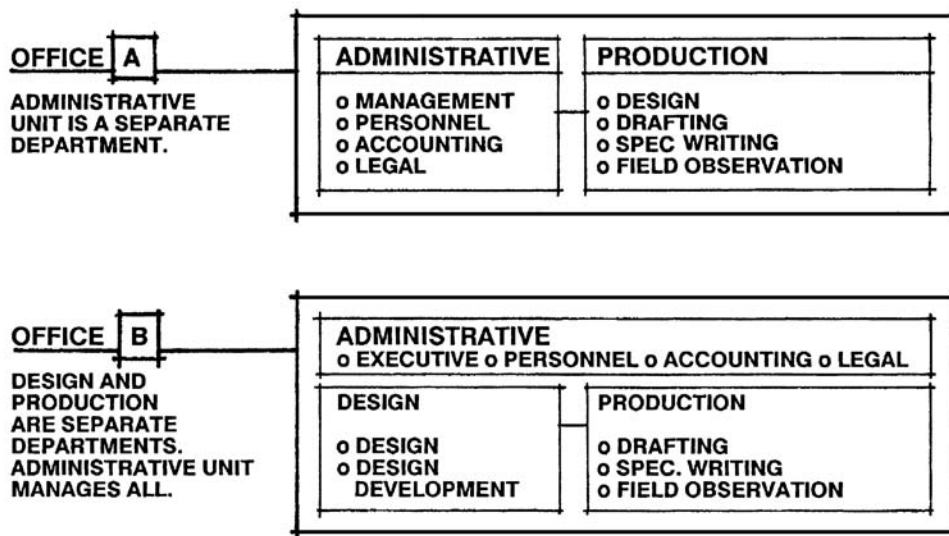 OFFICE A
ADMINISTRATIVE
UNIT IS A SEPARATE
DEPARTMENT.
ADMINISTRATIVE
o MANAGEMENT
o PERSONNEL
o ACCOUNTING
o LEGAL
PRODUCTION
o DESIGN
o DRAFTING
o SPEC WRITING
o FIELD OBSERVATION
OFFICE B
DESIGN AND
PRODUCTION
ARE SEPARATE
DEPARTMENTS.
ADMINISTRATIVE UNIT
MANAGES ALL.
ADMINISTRATIVE
o EXECUTIVE o PERSONNEL o ACCOUNTING o LEGAL
DESIGN
o DESIGN
o DESIGN
DEVELOPMENT
PRODUCTION
o DRAFTING
o SPEC. WRITING
o FIELD OBSERVATION